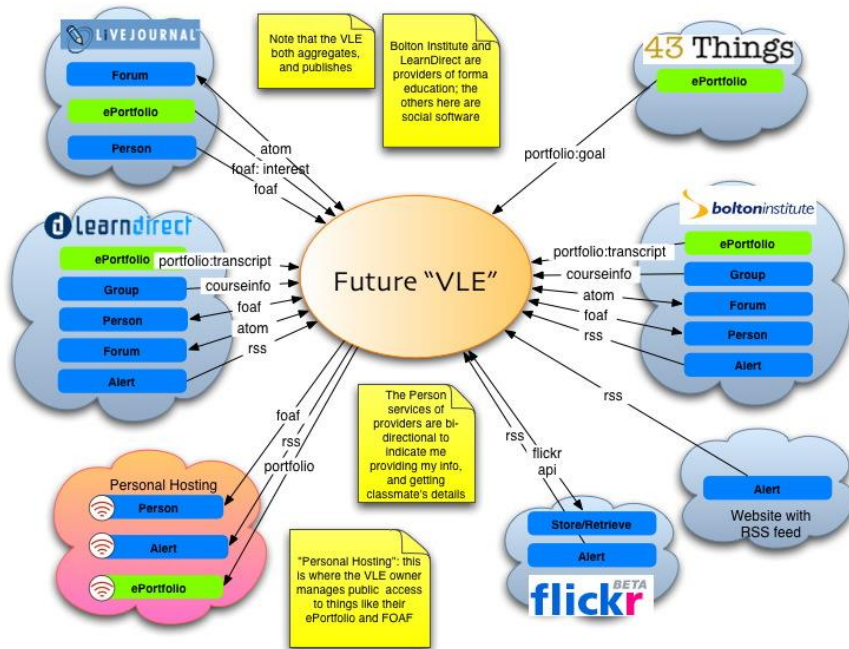 LIVEJOURNAL
Forum
ePortfolio
Person
atom
foaf: interest
foaf
Note that the VLE
both aggregates,
and publishes
Bolton Institute and
LearnDirect are
providers of forma
education; the
others here are
social software
43 Things
ePortfolio
portfolio:goal
learndirect
ePortfolio
Group
Person
Forum
Alert
portfolio:transcript
courseinfo
foaf
atom
rss
Future “VLE”
boltoninstitute
ePortfolio
Group
Forum
Person
Alert
portfolio:transcript
courseinfo
atom
foaf
rss
foaf
rss
portfolio
Personal Hosting
Person
Alert
ePortfolio
The Person
services of
providers are bi-
directional to
indicate me
providing my info,
and getting
classmate's details
"Personal Hosting": this
is where the VLE owner
manages public access
to things like their
ePortfolio and FOAF
rss
flickr
api
Store/Retrieve
Alert
BETA
flickr
rss
Alert
Website with
RSS feed